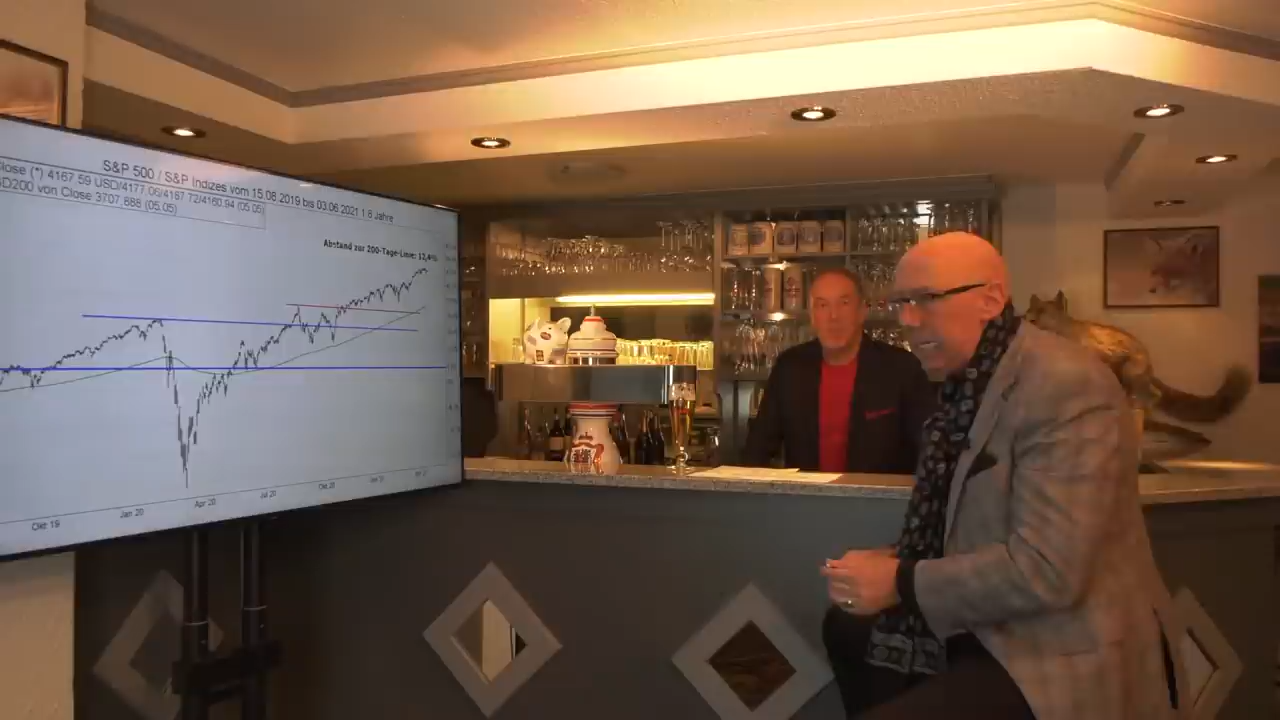 S&P 500 / S&P Indizes vom 15.08.2019 bis 03.06.2021 1.8 Jahre
Close (*) 4167.59 USD/4177.06/4187.72/4160.94 (05.05)
GD200 von Close 3707,688 (05.05)
Abstand zur 200-Tage-Linie: 12,4%
Okt 19
Jan 20
Apr 20
Jul 20
Okt 20